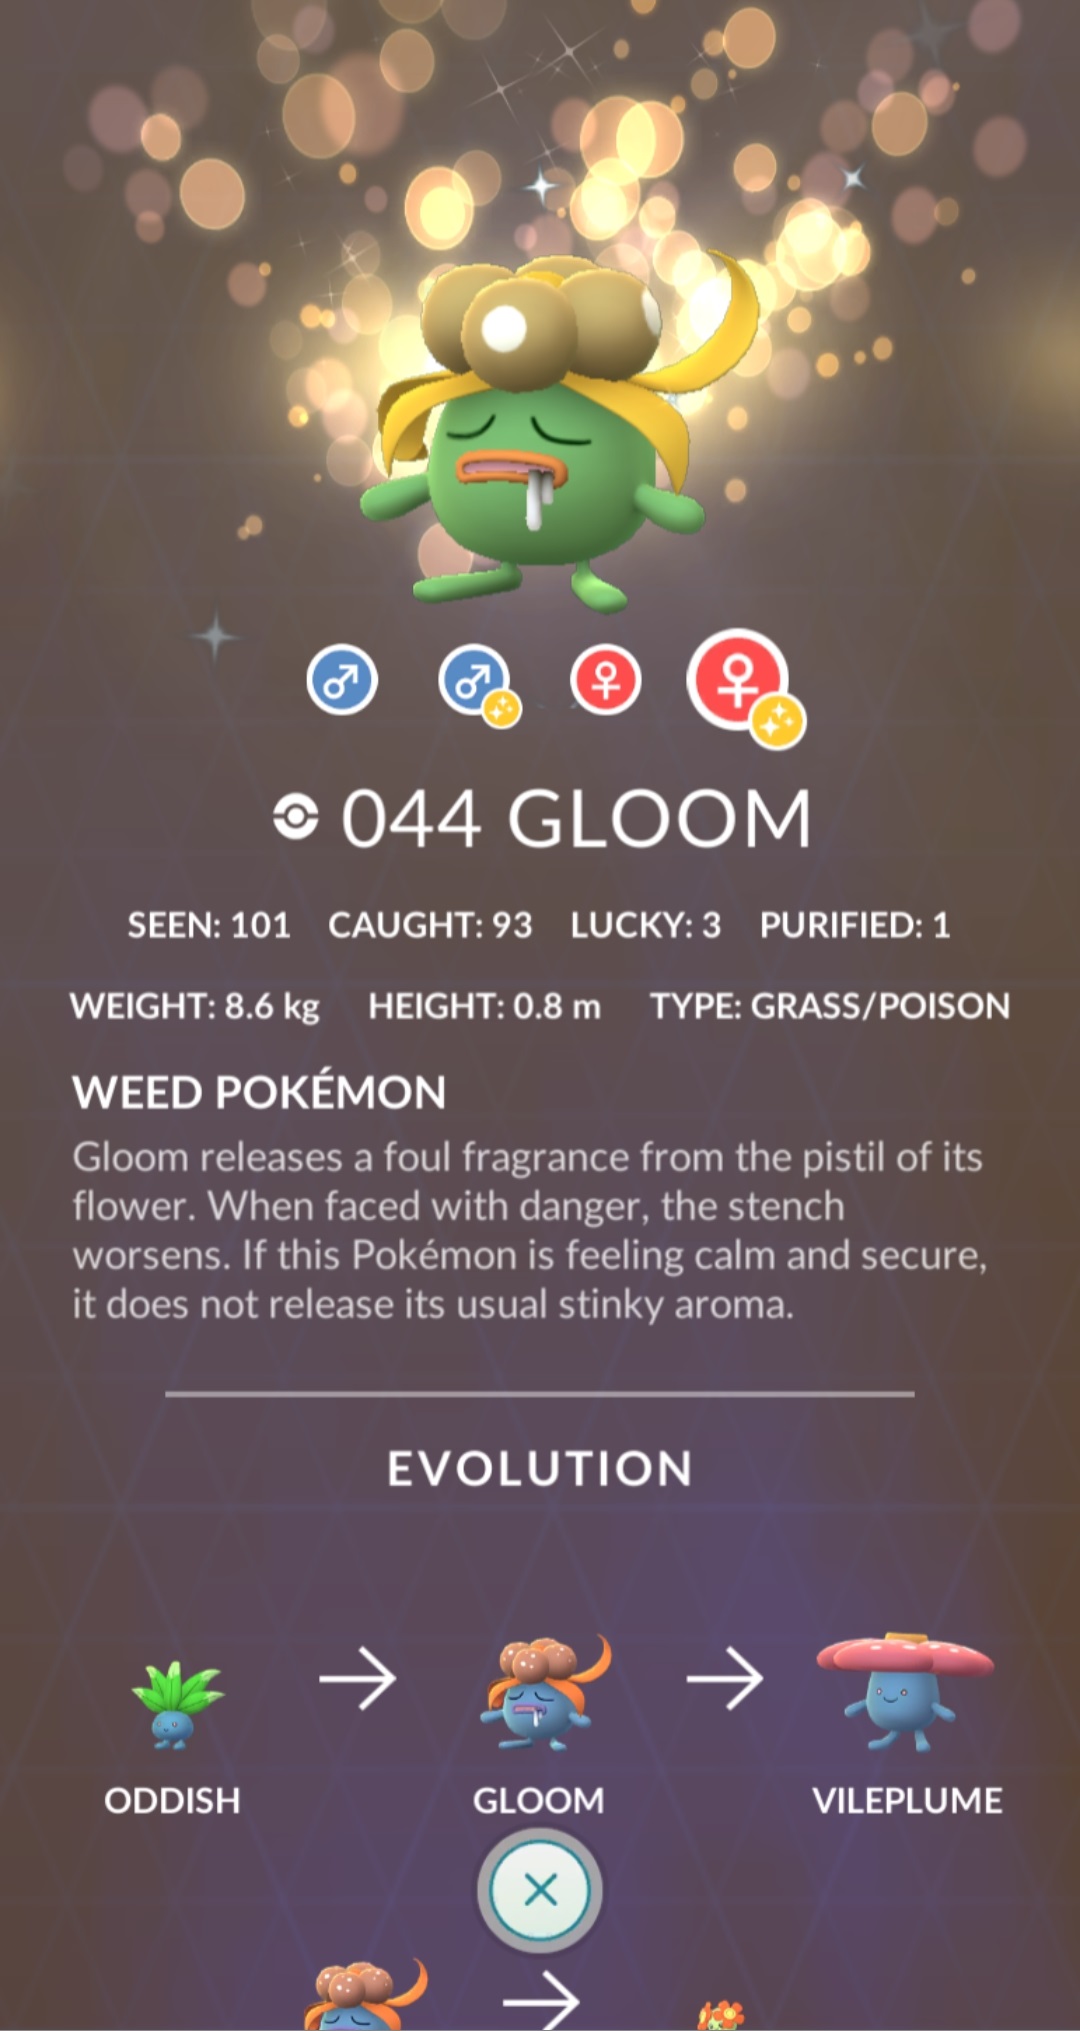 044 GLOOM
SEEN: 101 CAUGHT: 93 LUCKY: 3 PURIFIED: 1
WEIGHT: 8.6 kg HEIGHT: 0.8 m TYPE: GRASS/POISON
WEED POKÉMON
Gloom releases a foul fragrance from the pistil of its
flower. When faced with danger, the stench
worsens. If this Pokémon is feeling calm and secure,
it does not release its usual stinky aroma.
EVOLUTION
ODDISH GLOOM VILEPLUME